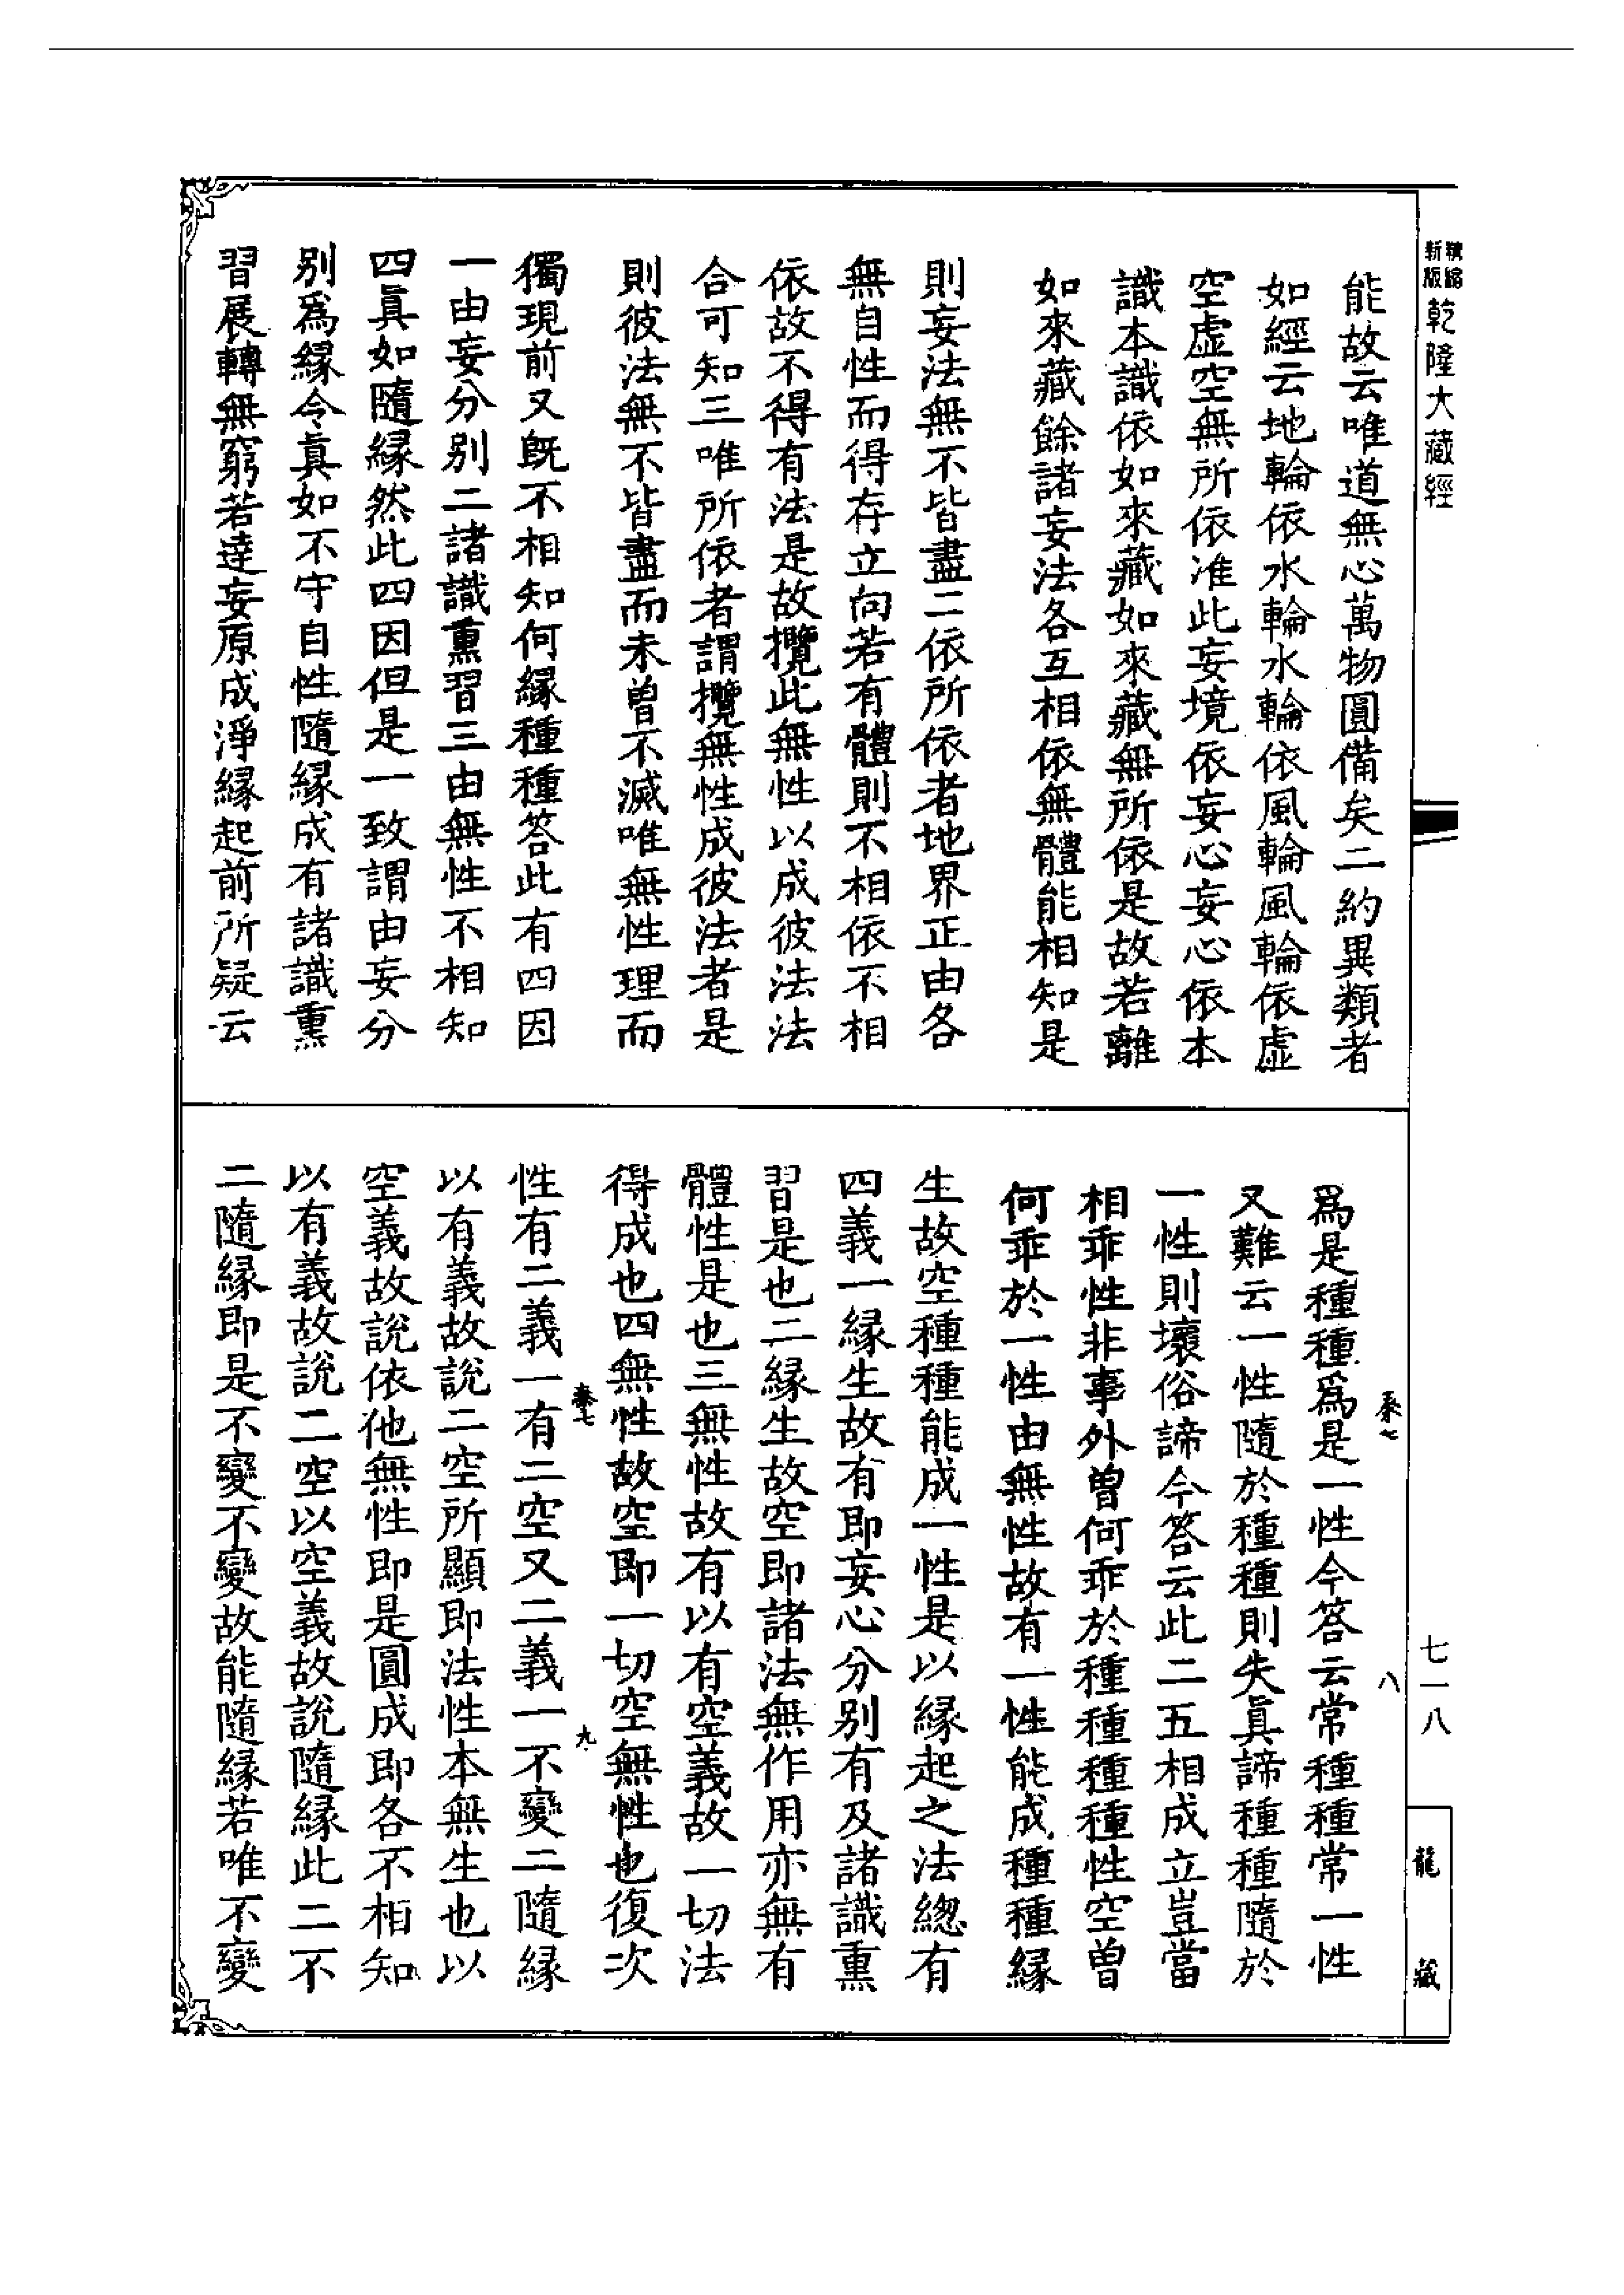 精縮
新版
乾隆大藏經
能故云唯道無心萬物圓備矣二約異類者
如經云地輪依水輪水輪依風輪風輪依虛
空虛空無所依准此妄境依妄心妄心依本
識本識依如來藏如來藏無所依是故若離
如來藏餘諸妄法各互相依無體能相知是
則妄法無不皆盡二依所依者地界正由各
無自性而得存立向若有體則不相依不相
依故不得有法是故攬此無性以成彼法法
合可知三唯所依者謂攬無性成彼法者是
則彼法無不皆盡而未曾不滅唯無性理而
獨現前又既不相知何緣種種答此有四因
一由妄分别二諸識熏習三由無性不相知
四真如隨緣然此四因但是一致謂由妄分
别爲緣令真如不守自性隨緣成有諸識熏
習展轉無窮若達妄原成淨緣起前所疑云
爲是種種爲是一性今答云常種種常一性
又難云一性隨於種種則失真諦種種隨於
一性則壞俗諦今答云此二五相成立豈當
相乖性非事外曾何乖於種種種種性空曾
何乖於一性由無性故有一性能成種種緣
生故空種種能成一性是以緣起之法總有
四義一緣生故有即妄心分别有及諸識熏
習是也二緣生故空即諸法無作用亦無有
體性是也三無性故有以有空義故一切法
得成也四無性故空即一切空無性也復次
性有二義一有二空又二義一不變二隨緣
以有義故說二空所顯即法性本無生也以
空義故說依他無性即是圓成即各不相知
以有義故說二空以空義故說隨緣此二不
二隨緣即是不變不變故能隨緣若唯不變
八
九
七一八
龍藏